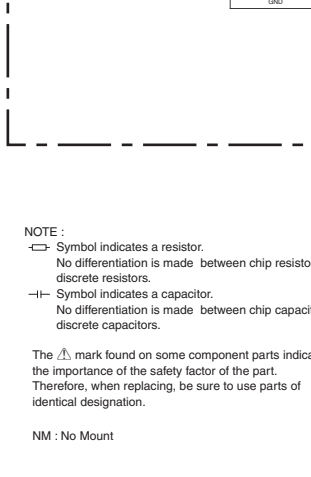 GND
NOTE :
Symbol indicates a resistor.
No differentiation is made between chip resisto
discrete resistors.
Symbol indicates a capacitor.
No differentiation is made between chip capacit
discrete capacitors.
The ⚠ mark found on some component parts indica
the importance of the safety factor of the part.
Therefore, when replacing, be sure to use parts of
identical designation.
NM : No Mount